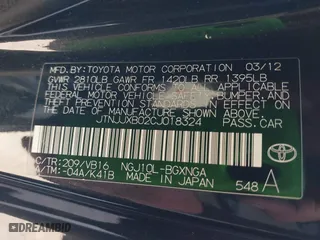 MFD. BY: TOYOTA MOTOR CORPORATION 03/12
GVWR 2810LB GAWR FR 1420LB RR 1395LB
THIS VEHICLE CONFORMS TO ALL APPLICABLE
FEDERAL MOTOR VEHICLE SAFETY, BUMPER, AND
THEFT PREVENTION STANDARDS IN EFFECT ON
THE DATE OF MANUFACTURE SHOWN ABOVE.
JTNJJXB02CJ018324 PASS.CAR
C/TR: 209/VB16 NGJ10L-BGXNGA
A/TM: -04A/K41B MADE IN JAPAN
TOYOTA
548 A